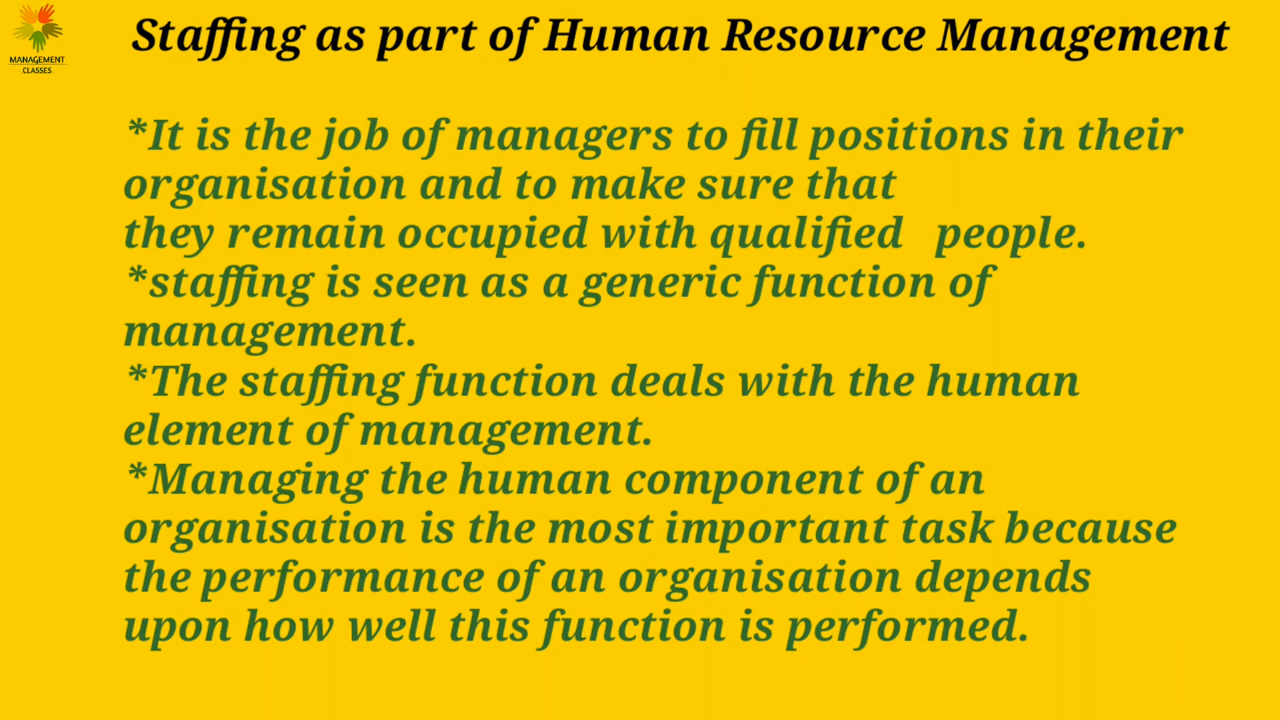 MANAGEMENT
CLASSES
Staffing as part of Human Resource Management
*It is the job of managers to fill positions in their
organisation and to make sure that
they remain occupied with qualified   people.
*staffing is seen as a generic function of
management.
*The staffing function deals with the human
element of management.
*Managing the human component of an
organisation is the most important task because
the performance of an organisation depends
upon how well this function is performed.